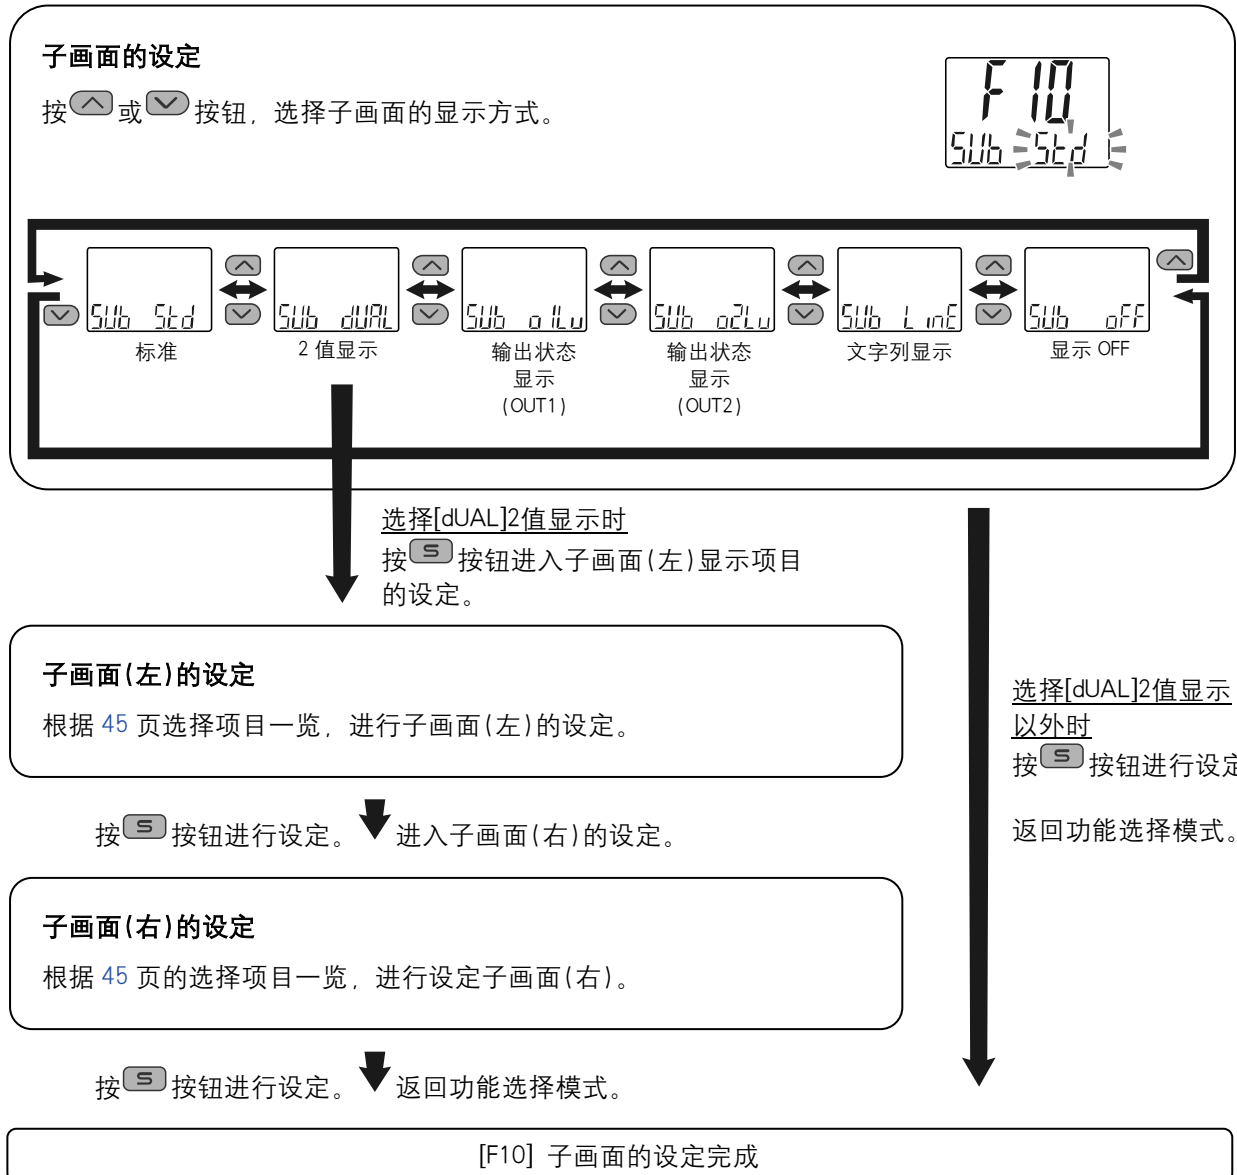 子画面的设定
按 或 按钮，选择子画面的显示方式。
F 10
SUb Std
SUb Std
SUb dUAL
SUb o1Lv
SUb o2Lv
SUb LinE
SUb oFF
标准
2 值显示
输出状态
显示
(OUT1)
输出状态
显示
(OUT2)
文字列显示
显示 OFF
选择[dUAL]2值显示时
按 S 按钮进入子画面(左)显示项目
的设定。
子画面(左)的设定
根据 45 页选择项目一览，进行子画面(左)的设定。
选择[dUAL]2值显示
以外时
按 S 按钮进行设定
返回功能选择模式。
按 S 按钮进行设定。 进入子画面(右)的设定。
子画面(右)的设定
根据 45 页的选择项目一览，进行设定子画面(右)。
按 S 按钮进行设定。 返回功能选择模式。
[F10] 子画面的设定完成